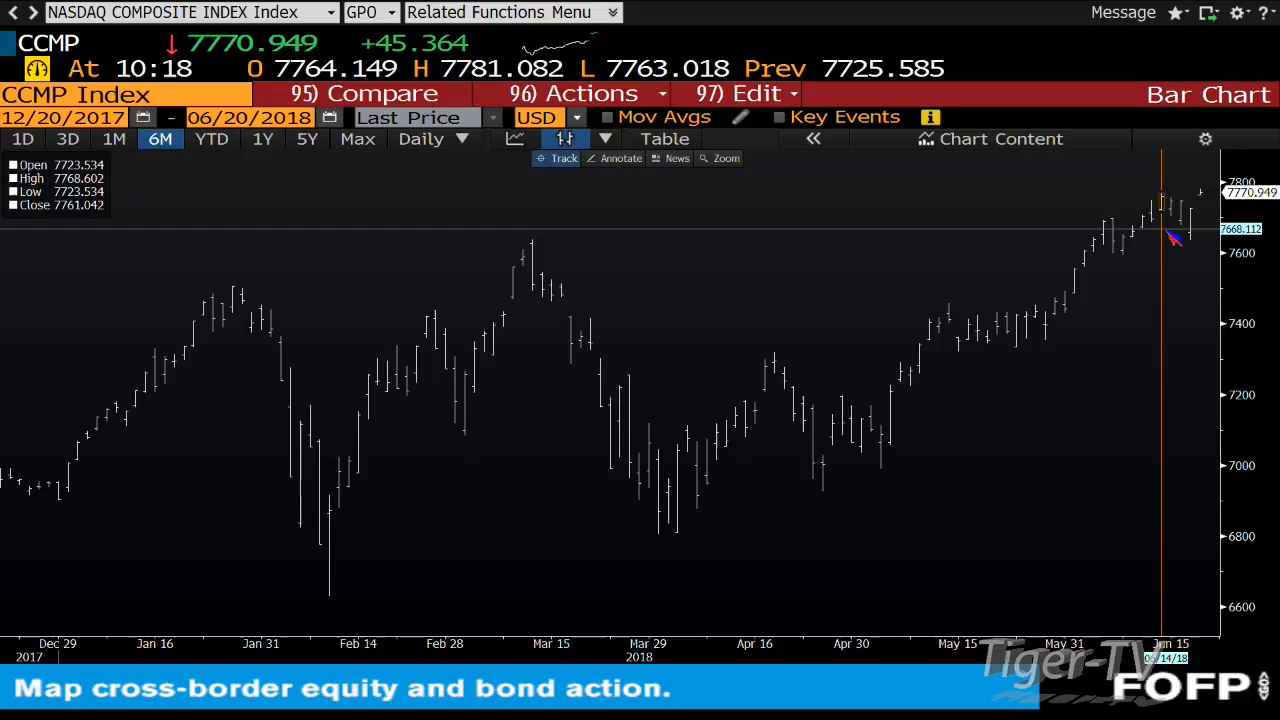 NASDAQ COMPOSITE INDEX Index GPO Related Functions Menu Message ?
CCMP 7770.949 +45.364
At 10:18 O 7764.149 H 7781.082 L 7763.018 Prev 7725.585
CCMP Index 95) Compare 96) Actions 97) Edit Bar Chart
12/20/2017 - 06/20/2018 Last Price USD Mov Avgs Key Events
1D 3D 1M 6M YTD 1Y 5Y Max Daily Table Chart Content
Track Annotate News Zoom
Open 7723.534
High 7768.602
Low 7723.534
Close 7761.042
7800
7770.949
7668.112
7600
7400
7200
7000
6800
6600
Dec 29 Jan 16 Jan 31 Feb 14 Feb 28 Mar 15 Mar 29 Apr 16 Apr 30 May 15 May 31 Jun 15
2017 2018 06/14/18
Tiger-TV
Map cross-border equity and bond action.
FOFP GO